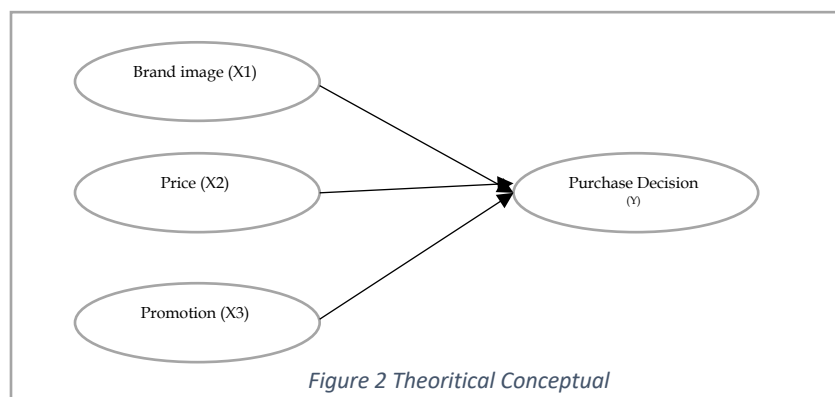 Brand image (X1)
Price (X2)
Purchase Decision
(Y)
Promotion (X3)
Figure 2 Theoritical Conceptual